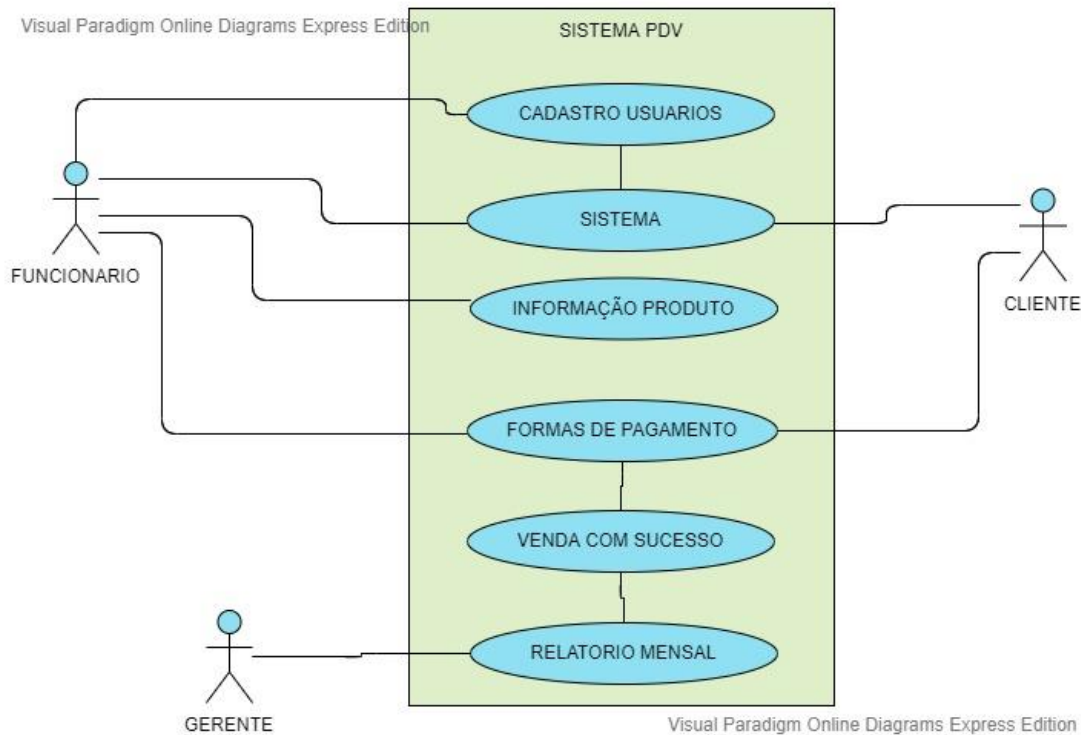 Visual Paradigm Online Diagrams Express Edition
SISTEMA PDV
CADASTRO USUARIOS
SISTEMA
FUNCIONARIO
INFORMAÇÃO PRODUTO
CLIENTE
FORMAS DE PAGAMENTO
VENDA COM SUCESSO
RELATORIO MENSAL
GERENTE
Visual Paradigm Online Diagrams Express Edition